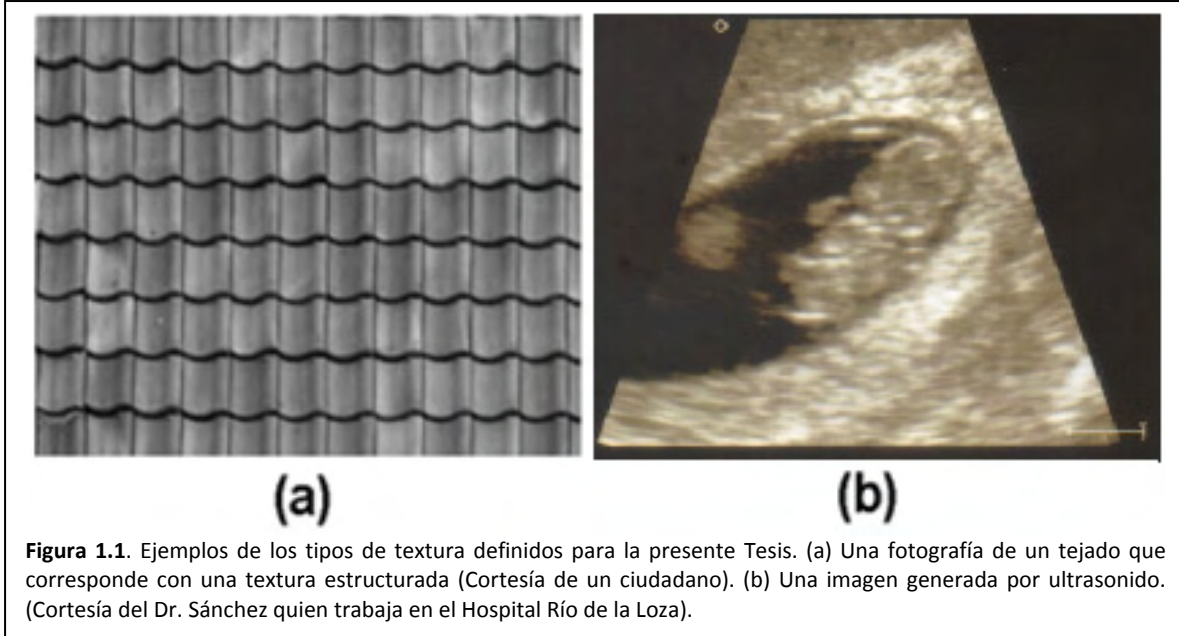 (a)
(b)
Figura 1.1. Ejemplos de los tipos de textura definidos para la presente Tesis. (a) Una fotografía de un tejado que
corresponde con una textura estructurada (Cortesía de un ciudadano). (b) Una imagen generada por ultrasonido.
(Cortesía del Dr. Sánchez quien trabaja en el Hospital Río de la Loza).